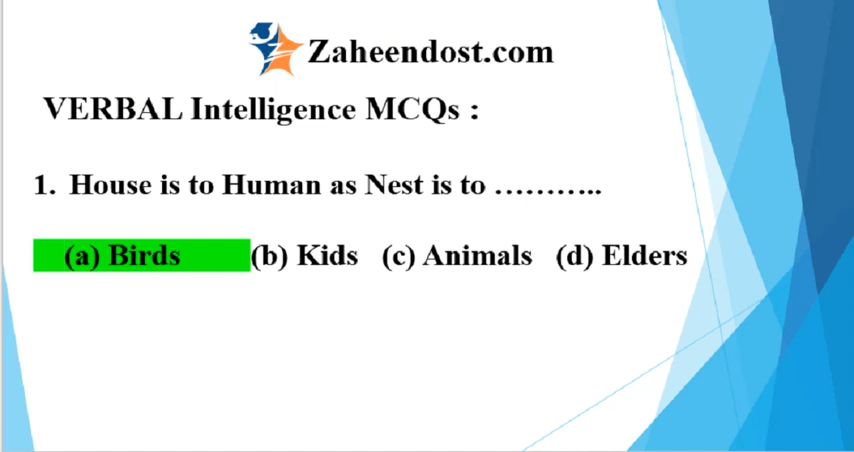 Zaheendost.com
VERBAL Intelligence MCQs :
1. House is to Human as Nest is to ………..
(a) Birds (b) Kids (c) Animals (d) Elders